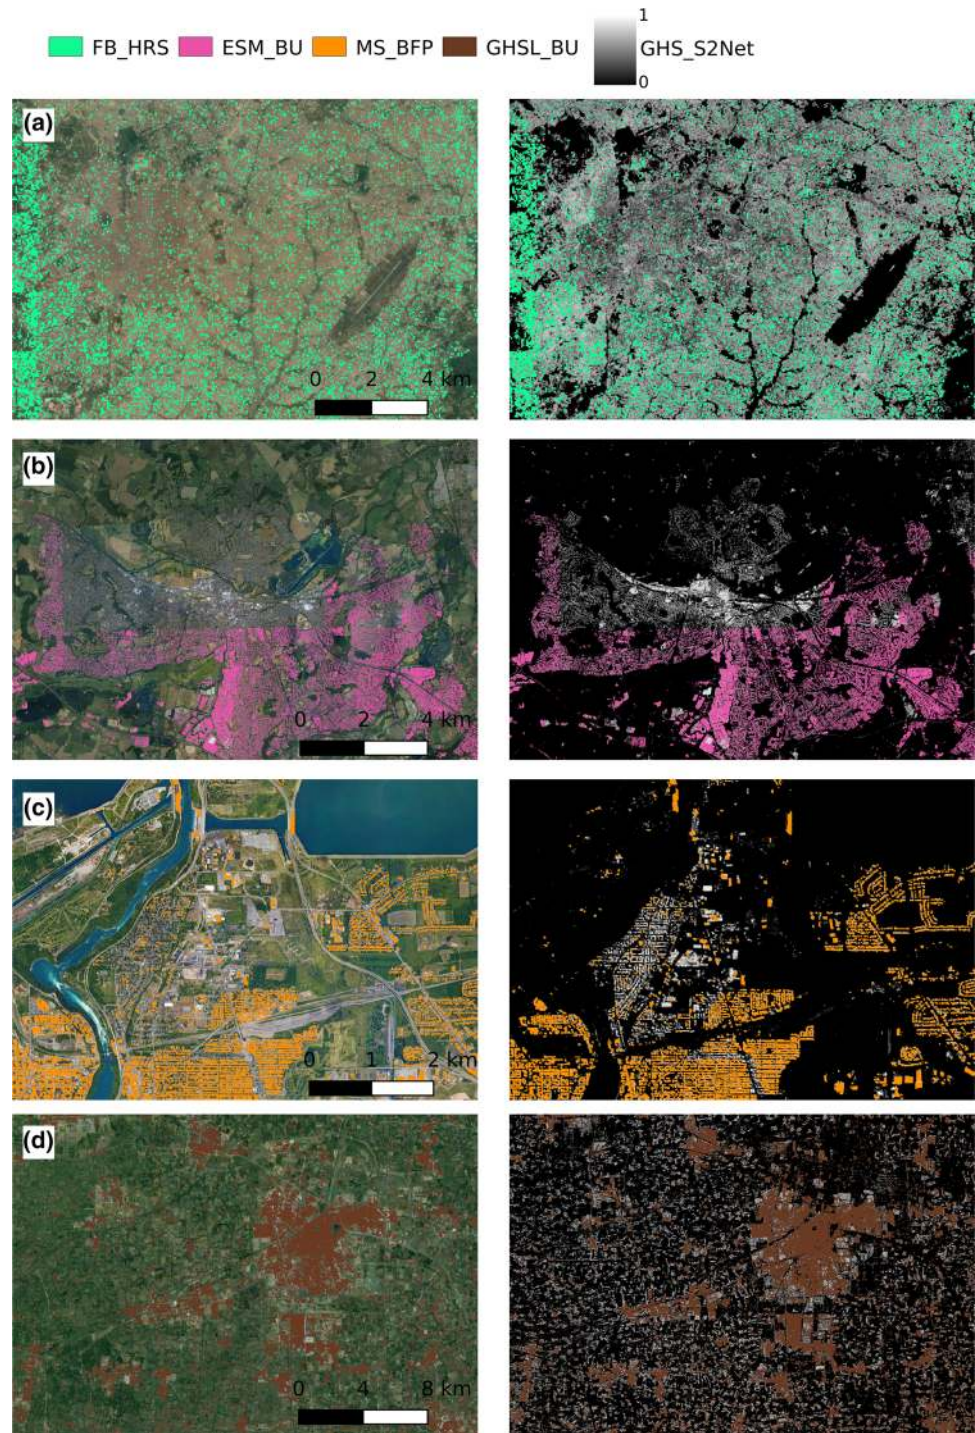 1
FB_HRS ESM_BU MS_BFP GHSL_BU GHS_S2Net
0
(a)
0 2 4 km
(b)
0 2 4 km
(c)
0 1 2 km
(d)
0 4 8 km